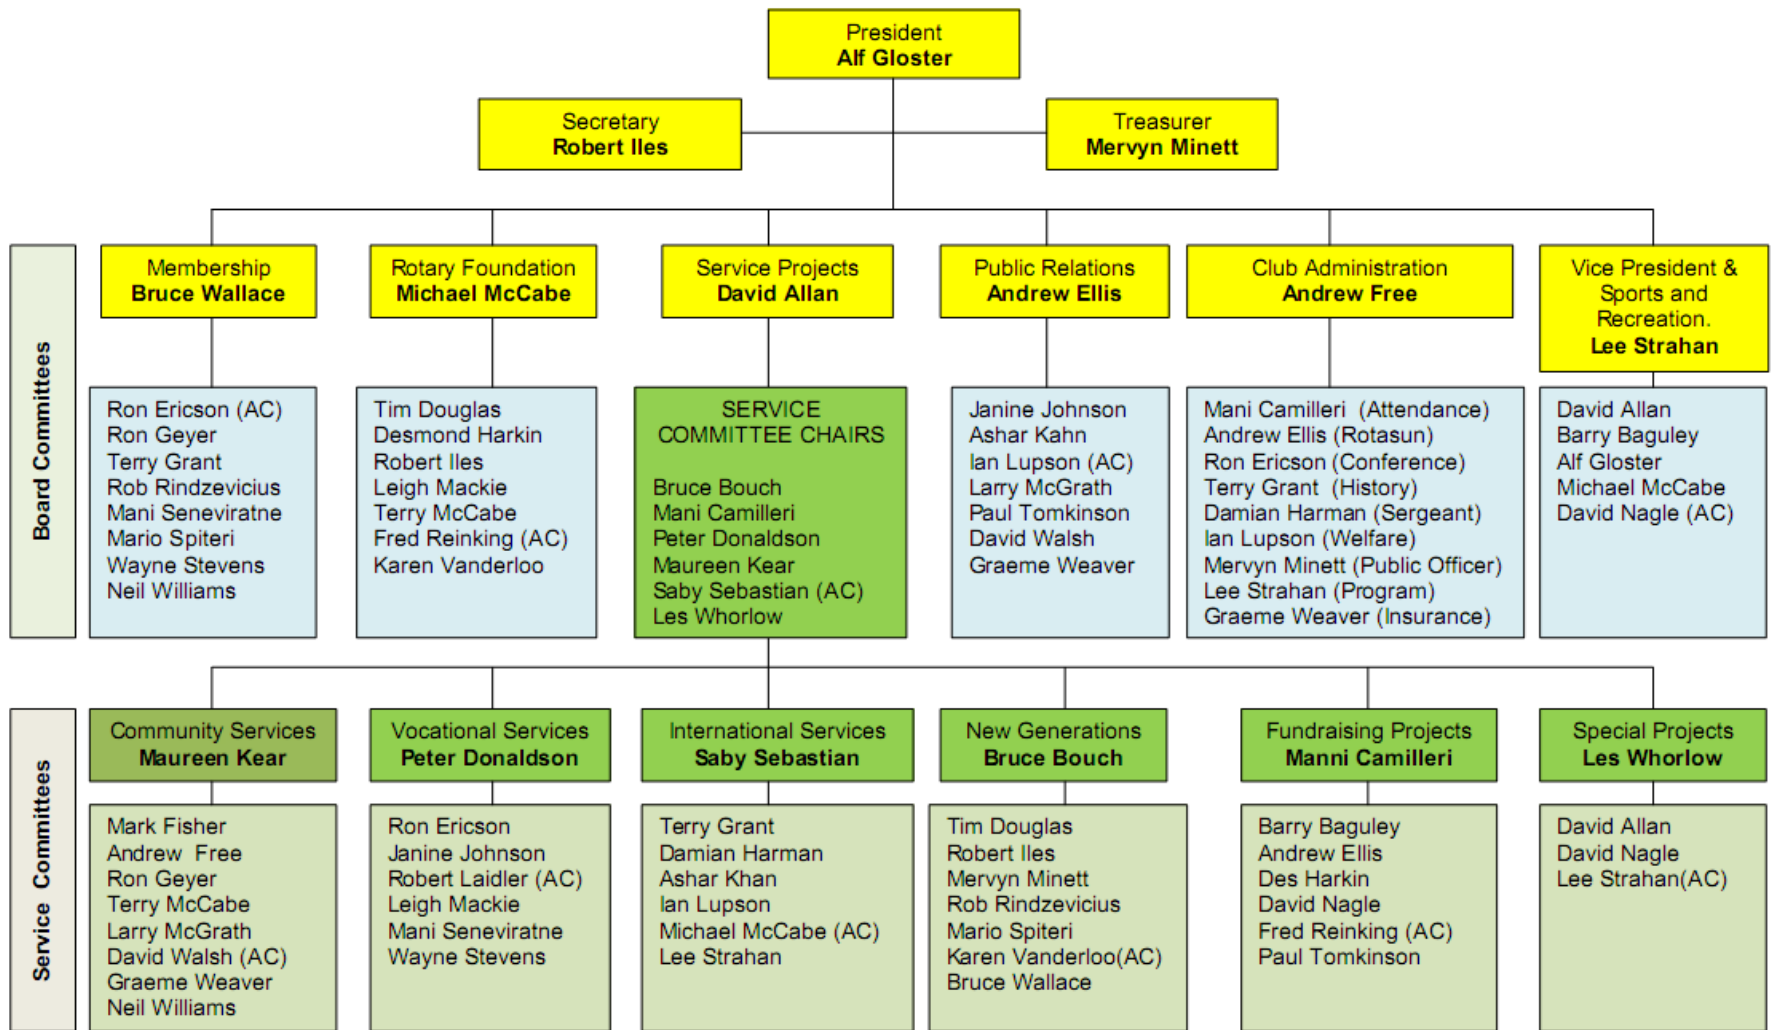 President
Alf Gloster
Secretary
Robert Iles
Treasurer
Mervyn Minett
Board Committees
Membership
Bruce Wallace
Rotary Foundation
Michael McCabe
Service Projects
David Allan
Public Relations
Andrew Ellis
Club Administration
Andrew Free
Vice President &
Sports and
Recreation.
Lee Strahan
Ron Ericson (AC)
Ron Geyer
Terry Grant
Rob Rindzevicius
Mani Seneviratne
Mario Spiteri
Wayne Stevens
Neil Williams
Tim Douglas
Desmond Harkin
Robert Iles
Leigh Mackie
Terry McCabe
Fred Reinking (AC)
Karen Vanderloo
SERVICE
COMMITTEE CHAIRS
Bruce Bouch
Mani Camilleri
Peter Donaldson
Maureen Kear
Saby Sebastian (AC)
Les Whorlow
Janine Johnson
Ashar Kahn
Ian Lupson (AC)
Larry McGrath
Paul Tomkinson
David Walsh
Graeme Weaver
Mani Camilleri (Attendance)
Andrew Ellis (Rotasun)
Ron Ericson (Conference)
Terry Grant (History)
Damian Harman (Sergeant)
Ian Lupson (Welfare)
Mervyn Minett (Public Officer)
Lee Strahan (Program)
Graeme Weaver (Insurance)
David Allan
Barry Baguley
Alf Gloster
Michael McCabe
David Nagle (AC)
Service Committees
Community Services
Maureen Kear
Vocational Services
Peter Donaldson
International Services
Saby Sebastian
New Generations
Bruce Bouch
Fundraising Projects
Manni Camilleri
Special Projects
Les Whorlow
Mark Fisher
Andrew Free
Ron Geyer
Terry McCabe
Larry McGrath
David Walsh (AC)
Graeme Weaver
Neil Williams
Ron Ericson
Janine Johnson
Robert Laidler (AC)
Leigh Mackie
Mani Seneviratne
Wayne Stevens
Terry Grant
Damian Harman
Ashar Khan
Ian Lupson
Michael McCabe (AC)
Lee Strahan
Tim Douglas
Robert Iles
Mervyn Minett
Rob Rindzevicius
Mario Spiteri
Karen Vanderloo(AC)
Bruce Wallace
Barry Baguley
Andrew Ellis
Des Harkin
David Nagle
Fred Reinking (AC)
Paul Tomkinson
David Allan
David Nagle
Lee Strahan(AC)